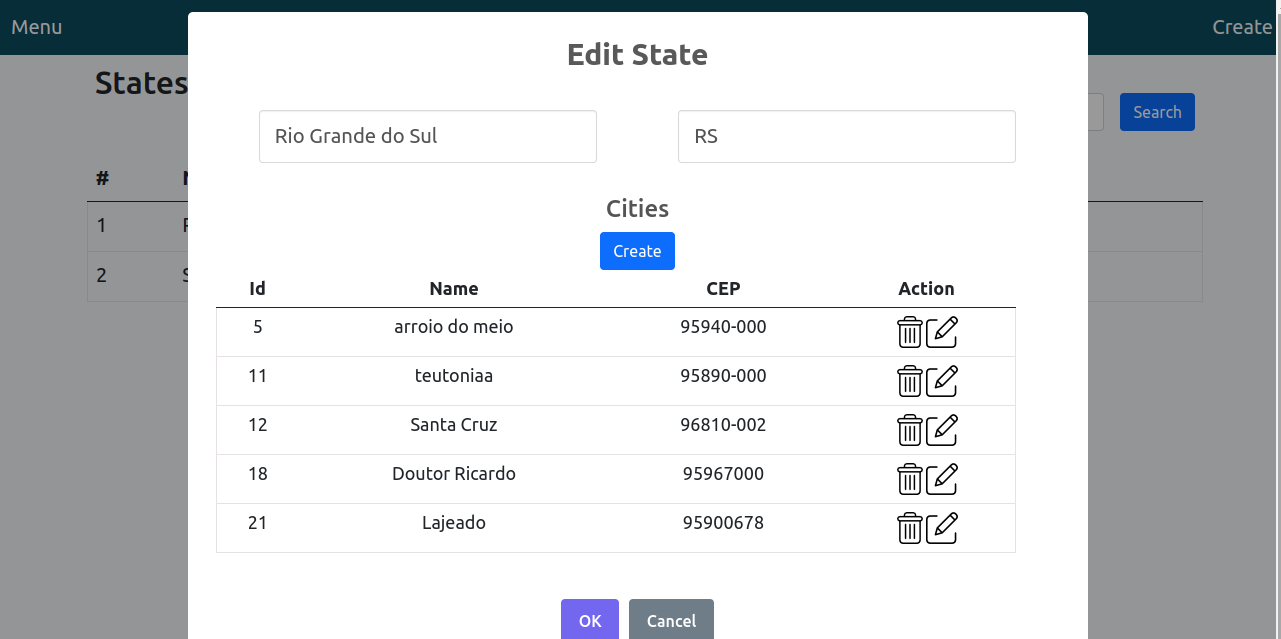 Menu
Create
Edit State
States
Rio Grande do Sul
RS
Search
Cities
Create
#
Id Name CEP Action
1
5 arroio do meio 95940-000
2
11 teutoniaa 95890-000
12 Santa Cruz 96810-002
18 Doutor Ricardo 95967000
21 Lajeado 95900678
OK Cancel